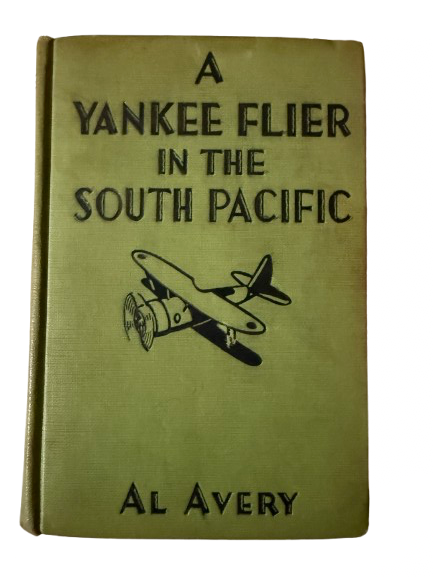 A
YANKEE FLIER
IN THE
SOUTH PACIFIC
AL AVERY